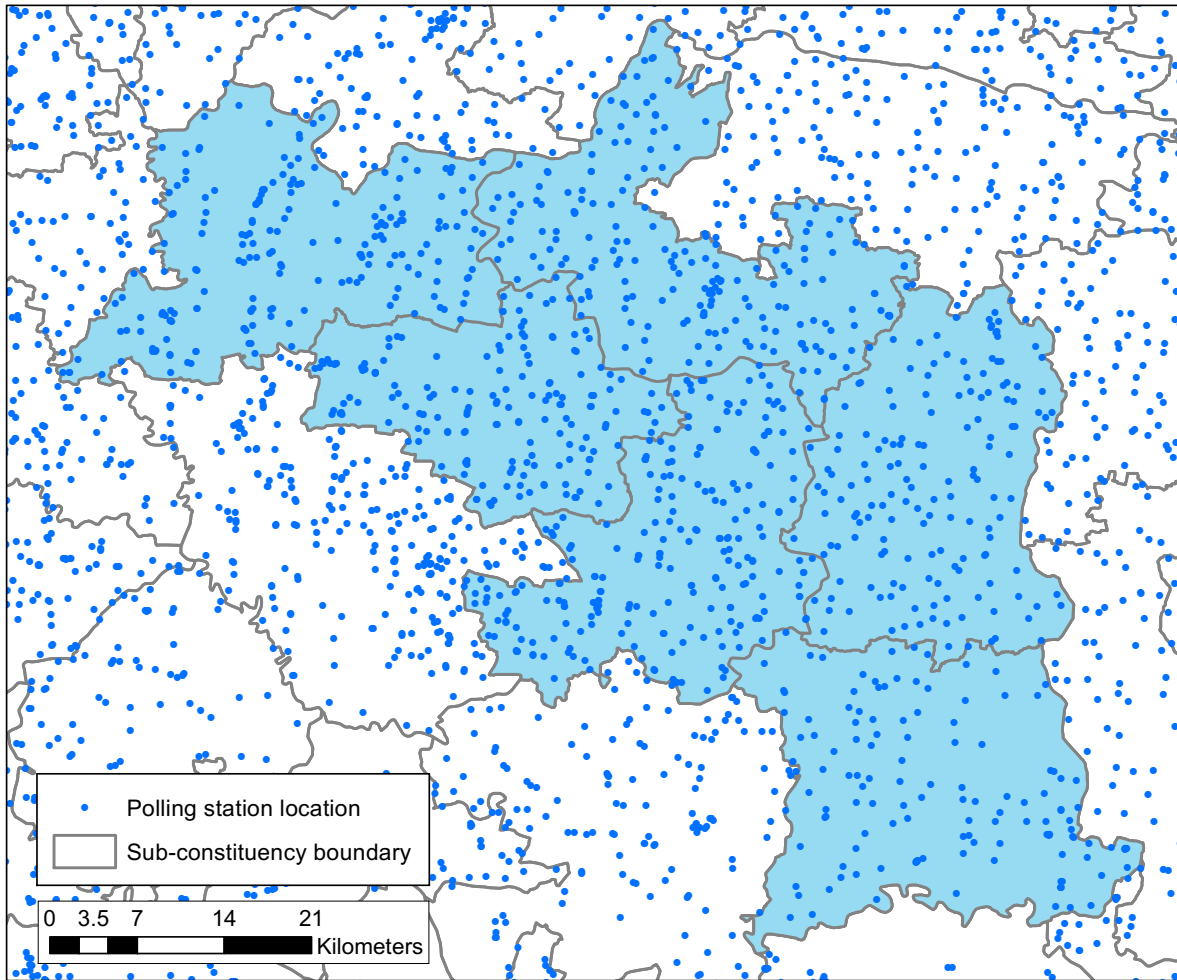 Polling station location
Sub-constituency boundary
0 3.5 7 14 21
Kilometers